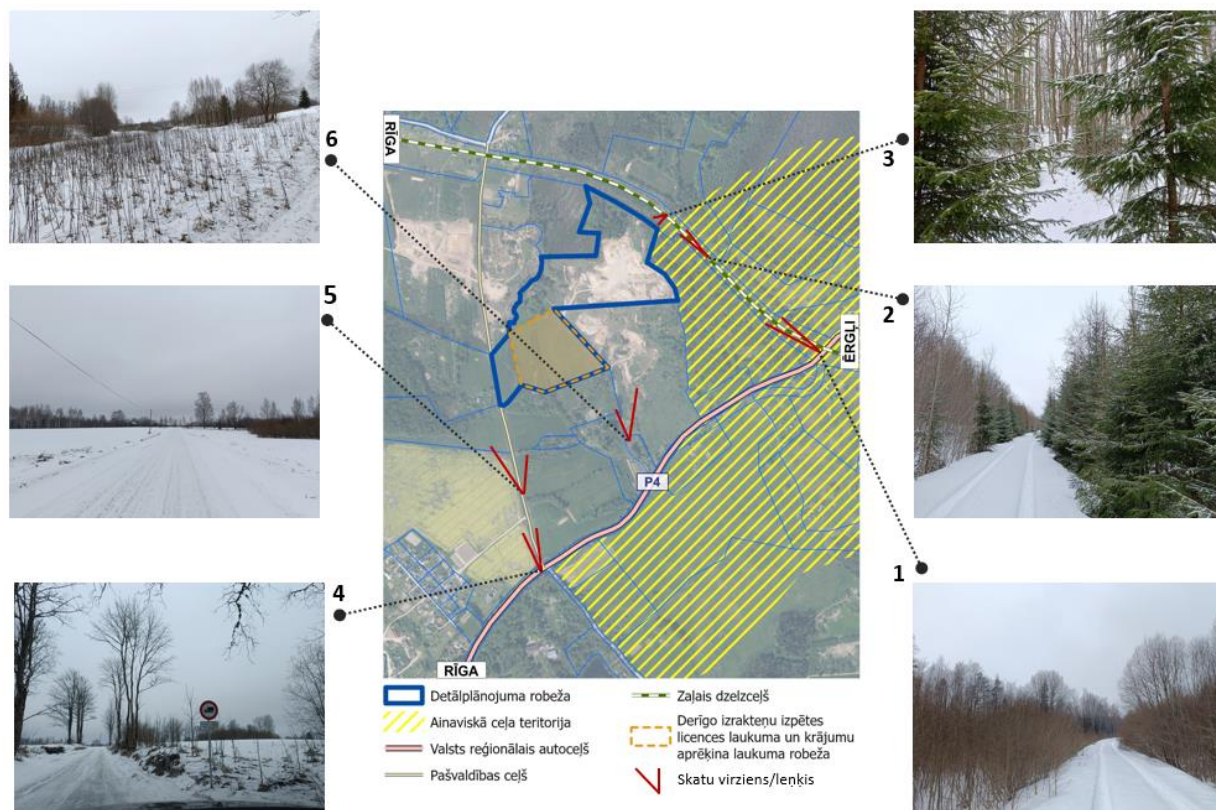 6
3
5
2
4
1
RĪGA
ĒRGĻI
P4
RĪGA
Detālplānojuma robeža
Ainaviskā ceļa teritorija
Valsts reģionālais autoceļš
Pašvaldības ceļš
Zaļais dzelzceļš
Derīgo izrakteņu izpētes
licences laukuma un krājumu
aprēķina laukuma robeža
Skatu virziens/leņķis